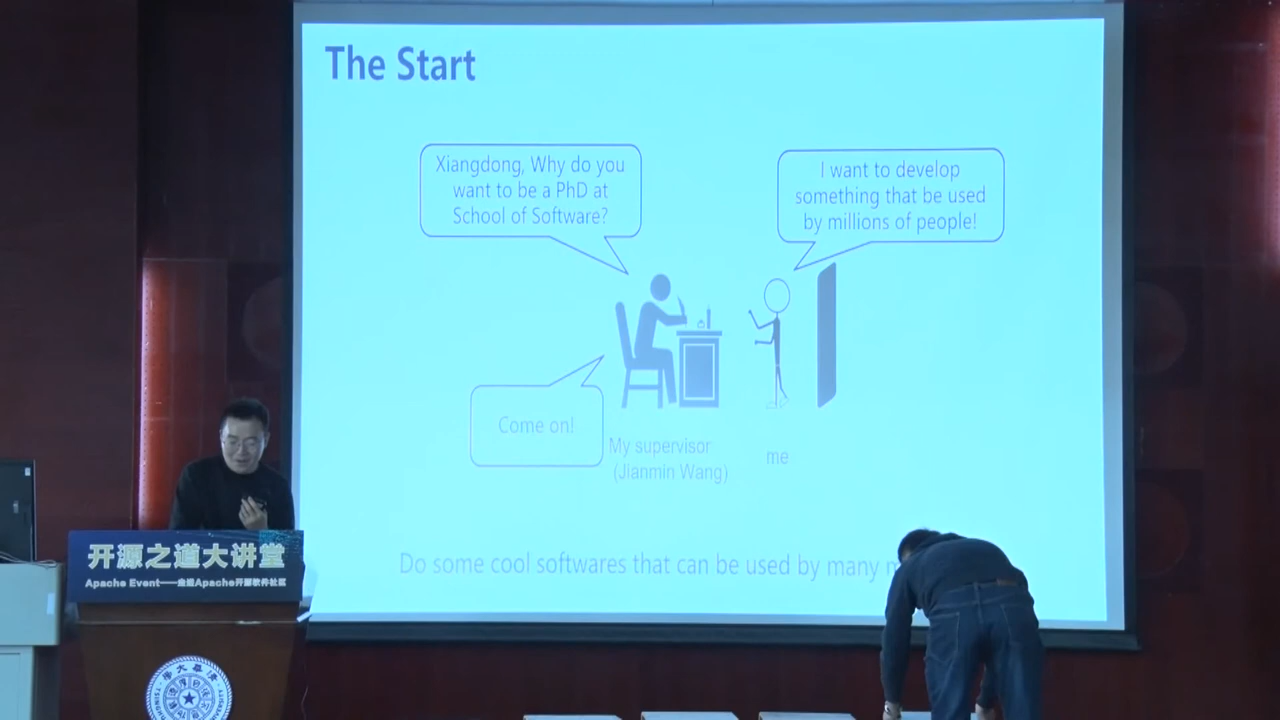 The Start
Xiangdong, Why do you
want to be a PhD at
School of Software?
I want to develop
something that be used
by millions of people!
Come on!
My supervisor
(Jianmin Wang)
me
Do some cool softwares that can be used by many
开源之道大讲堂
Apache Event——走进Apache开源软件社区